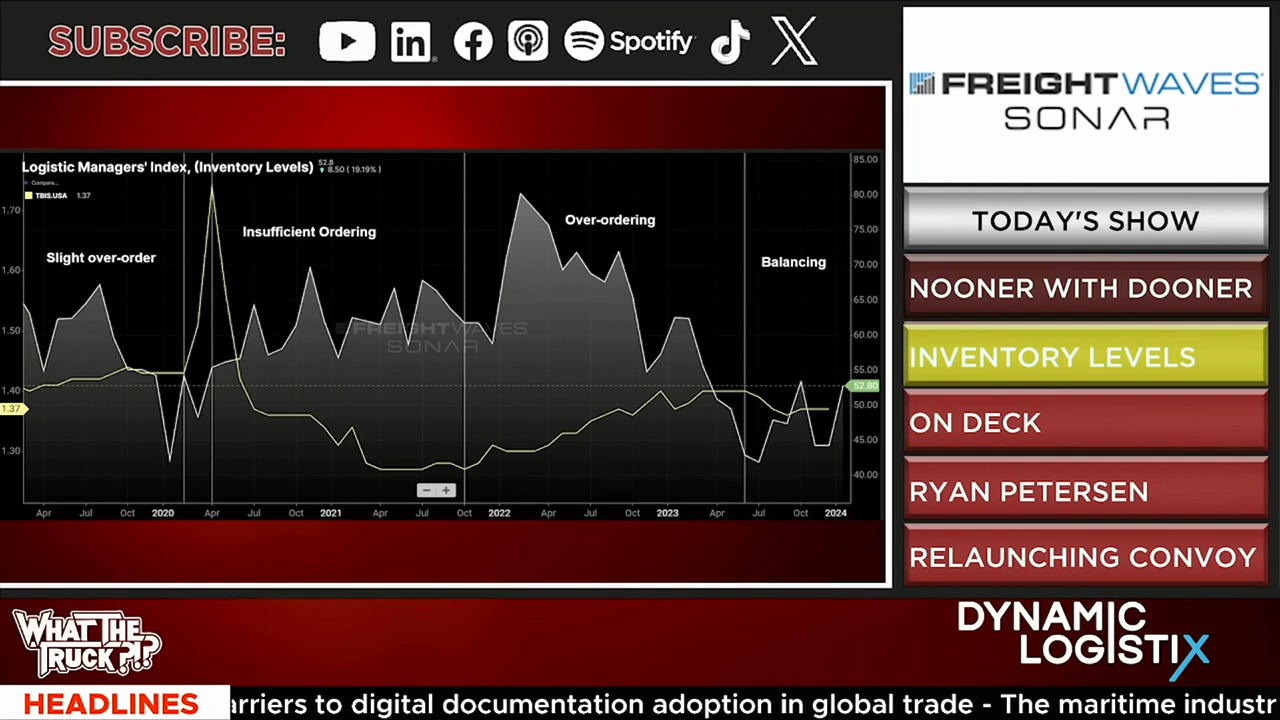 SUBSCRIBE:
in
Spotify
FREIGHTWAVES
SONAR
TODAY'S SHOW
NOONER WITH DOONER
INVENTORY LEVELS
ON DECK
RYAN PETERSEN
RELAUNCHING CONVOY
Logistic Managers' Index, (Inventory Levels) 52.8
8.50 (19.19%)
Compare...
TBIS.USA 1.37
Slight over-order
Insufficient Ordering
Over-ordering
Balancing
FREIGHTWAVES
SONAR
1.70
1.60
1.50
1.40
1.37
1.30
85.00
80.00
75.00
70.00
65.00
60.00
55.00
52.80
50.00
45.00
40.00
− +
Apr Jul Oct 2020 Apr Jul 2021 Apr Jul Oct 2022 Apr Jul Oct 2023 Apr Jul Oct 2024
WHAT THE
TRUCK?!?
DYNAMIC
LOGISTIX
HEADLINES
arriers to digital documentation adoption in global trade - The maritime industr